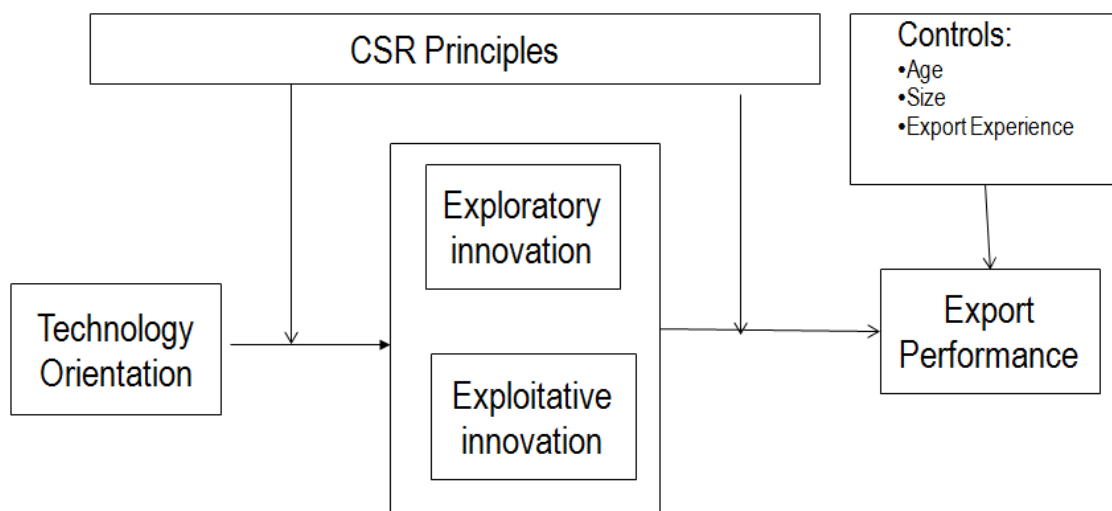 CSR Principles
Controls:
•Age
•Size
•Export Experience
Exploratory
innovation
Technology
Orientation
Export
Performance
Exploitative
innovation